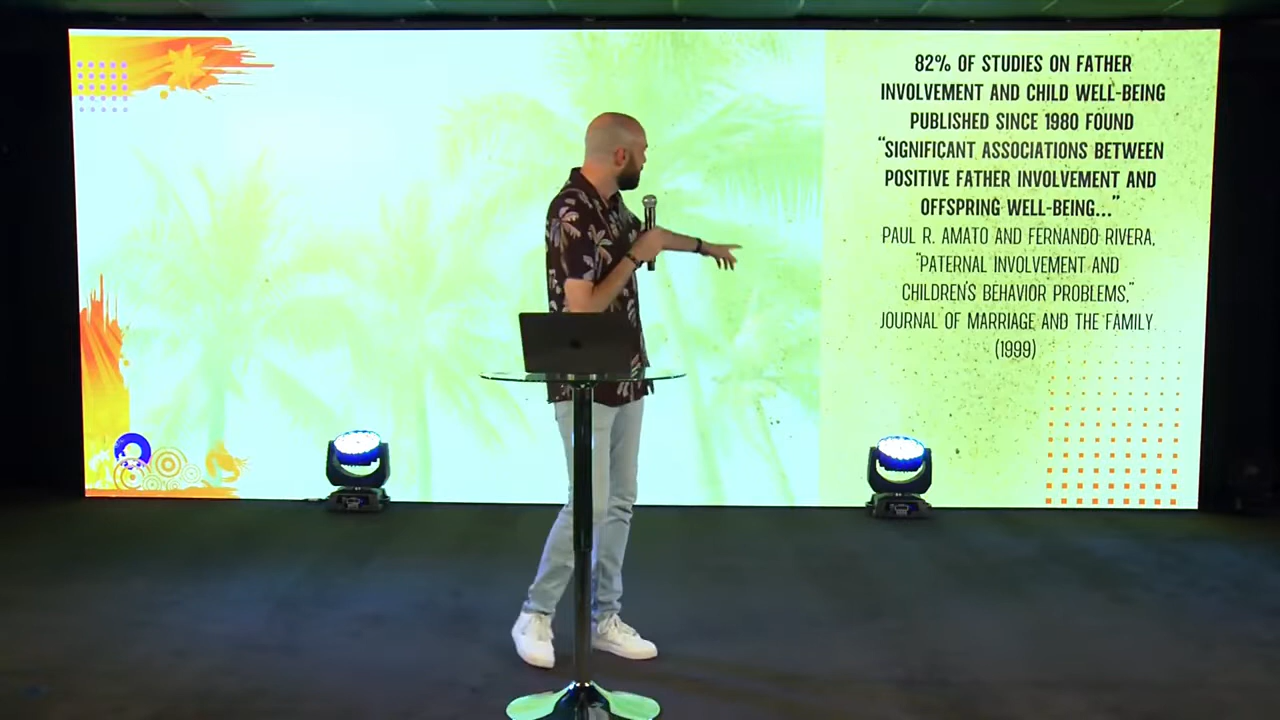 82% OF STUDIES ON FATHER
INVOLVEMENT AND CHILD WELL-BEING
PUBLISHED SINCE 1980 FOUND
“SIGNIFICANT ASSOCIATIONS BETWEEN
POSITIVE FATHER INVOLVEMENT AND
OFFSPRING WELL-BEING...”
PAUL R. AMATO AND FERNANDO RIVERA,
“PATERNAL INVOLVEMENT AND
CHILDREN'S BEHAVIOR PROBLEMS,”
JOURNAL OF MARRIAGE AND THE FAMILY
(1999)